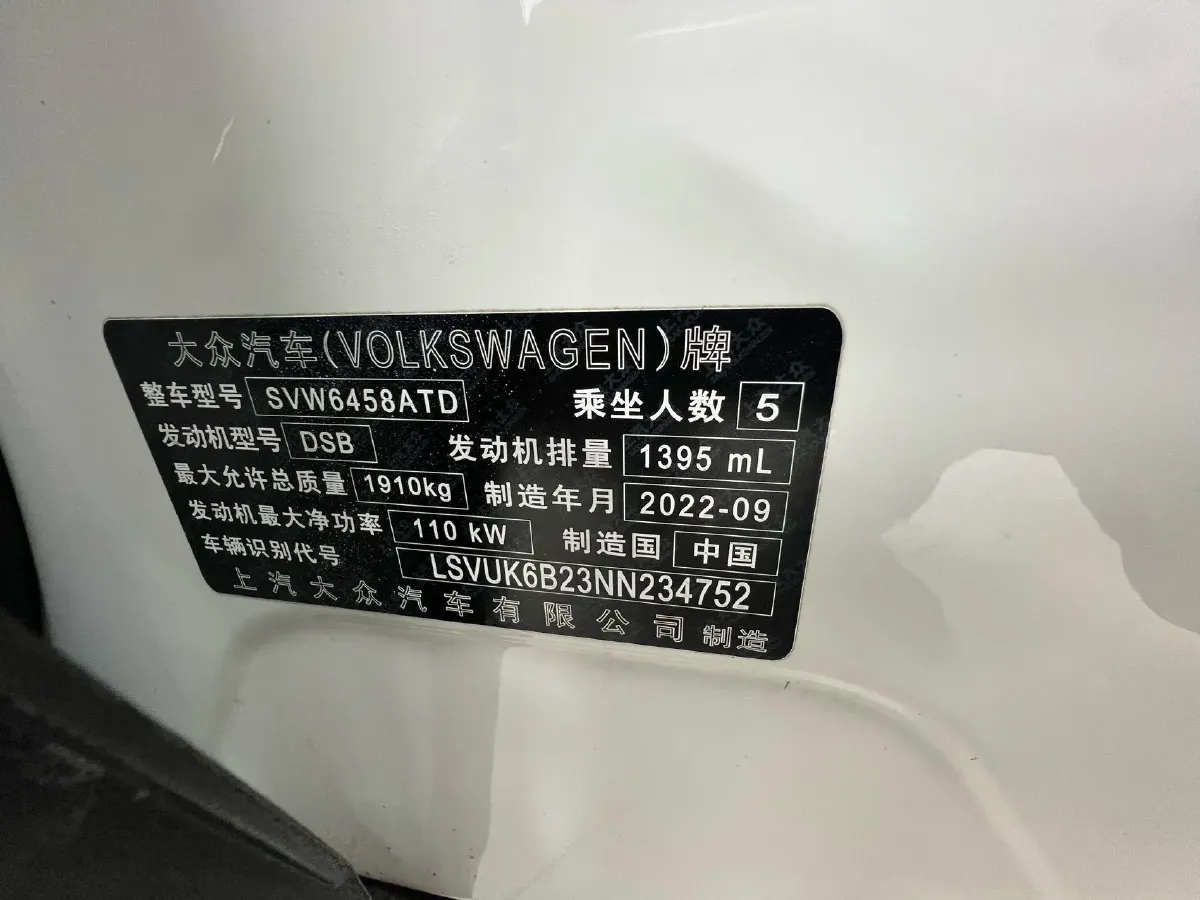 大众汽车(VOLKSWAGEN)牌
整车型号 SVW6458ATD 乘坐人数 5
发动机型号 DSB 发动机排量 1395 mL
最大允许总质量 1910kg 制造年月 2022-09
发动机最大净功率 110 kW 制造国 中国
车辆识别代号 LSVUK6B23NN234752
上汽大众汽车有限公司 制造